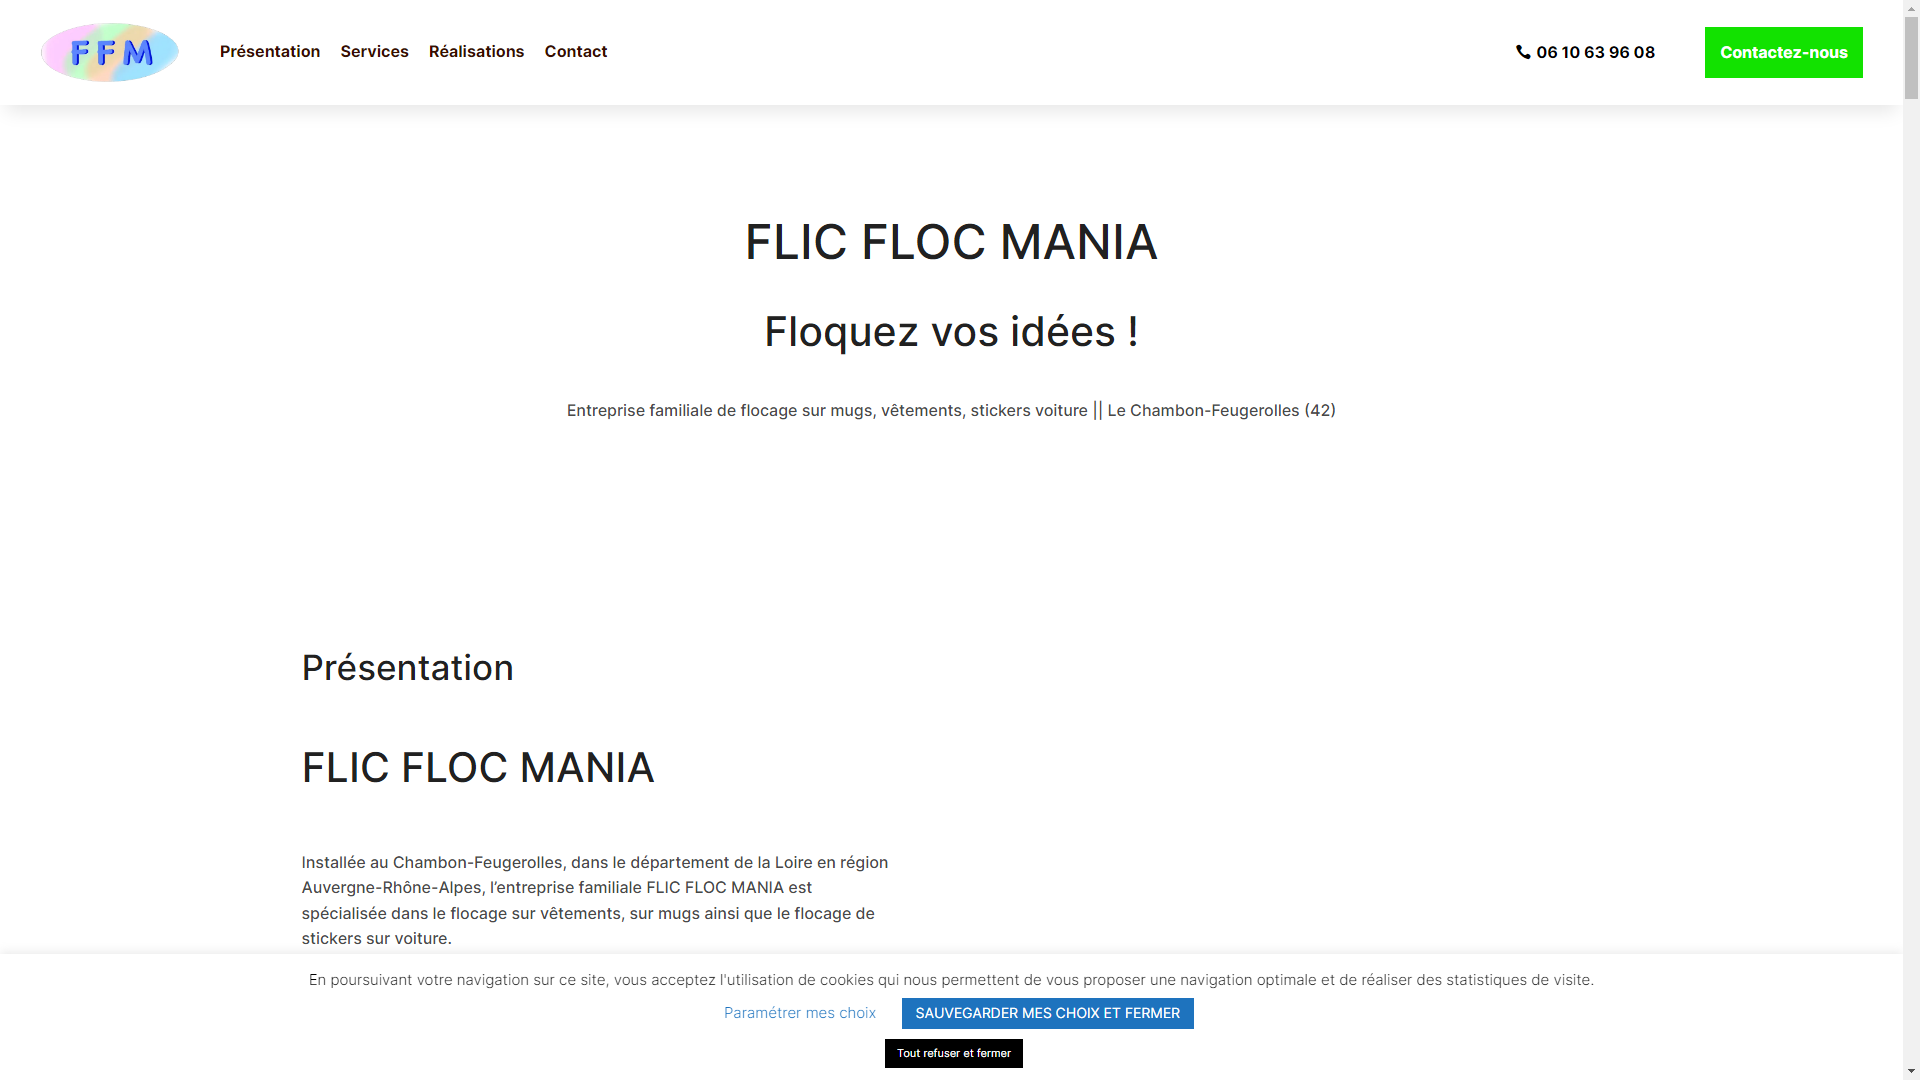 FFM
Présentation Services Réalisations Contact
06 10 63 96 08
Contactez-nous
FLIC FLOC MANIA
Floquez vos idées !
Entreprise familiale de flocage sur mugs, vêtements, stickers voiture || Le Chambon-Feugerolles (42)
Présentation
FLIC FLOC MANIA
Installée au Chambon-Feugerolles, dans le département de la Loire en région
Auvergne-Rhône-Alpes, l’entreprise familiale FLIC FLOC MANIA est
spécialisée dans le flocage sur vêtements, sur mugs ainsi que le flocage de
stickers sur voiture.
En poursuivant votre navigation sur ce site, vous acceptez l'utilisation de cookies qui nous permettent de vous proposer une navigation optimale et de réaliser des statistiques de visite.
Paramétrer mes choix
SAUVEGARDER MES CHOIX ET FERMER
Tout refuser et fermer